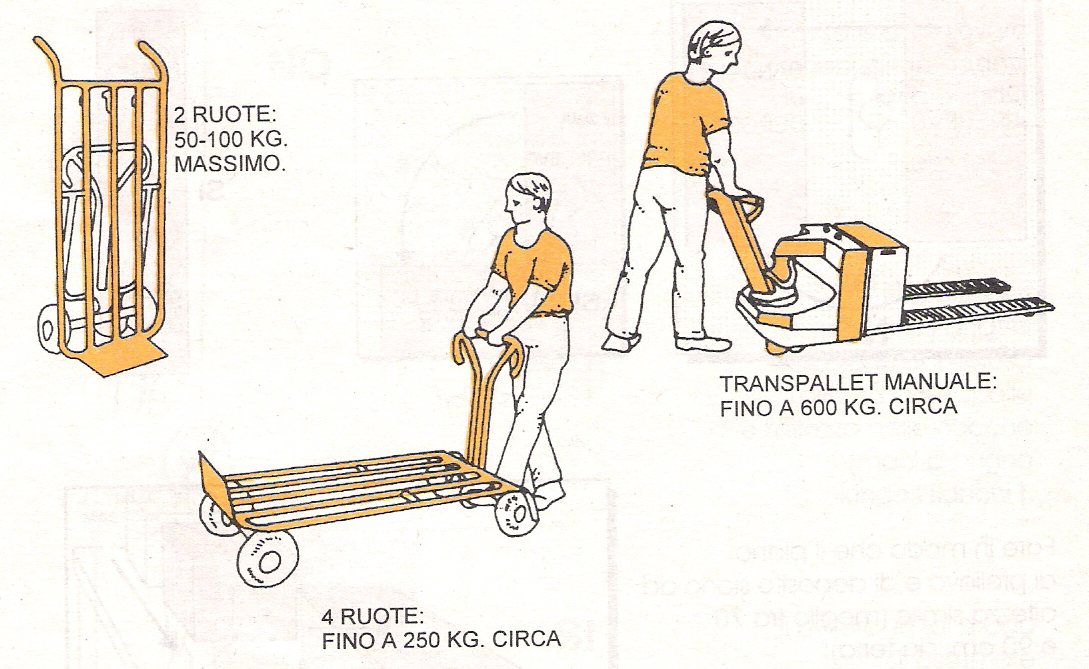 2 RUOTE:
50-100 KG.
MASSIMO.
TRANSPALLET MANUALE:
FINO A 600 KG. CIRCA
4 RUOTE:
FINO A 250 KG. CIRCA